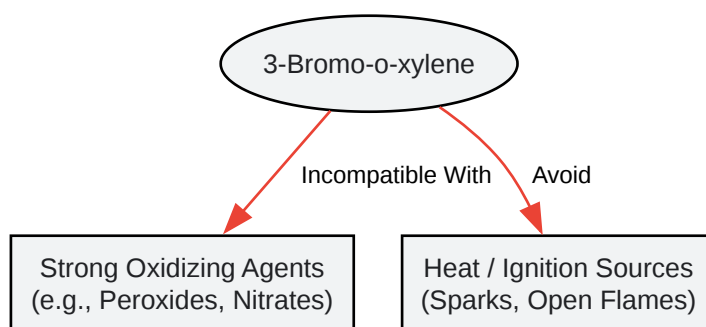 3-Bromo-o-xylene
Incompatible With
Avoid
Strong Oxidizing Agents
(e.g., Peroxides, Nitrates)
Heat / Ignition Sources
(Sparks, Open Flames)